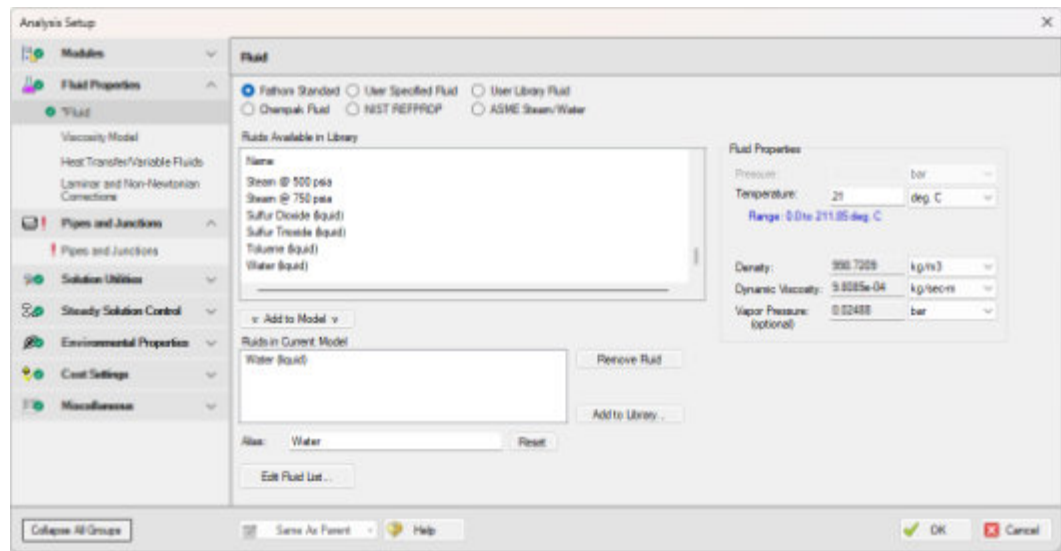 Analysis Setup
Modules
Fluid Properties
*Fluid
Viscosity Model
Heat Transfer/Variable Fluids
Laminar and Non-Newtonian
Corrections
Pipes and Junctions
Pipes and Junctions
Solution Utilities
Steady Solution Control
Environmental Properties
Cost Settings
Miscellaneous
Collapse All Groups
Fluid
Fathom Standard
User Specified Fluid
User Library Fluid
Chempak Fluid
NIST REFPROP
ASME Steam/Water
Fluids Available in Library
Name
Steam @ 500 psia
Steam @ 750 psia
Sulfur Dioxide (liquid)
Sulfur Trioxide (liquid)
Toluene (liquid)
Water (liquid)
Add to Model
Fluids in Current Model
Water (liquid)
Remove Fluid
Add to Library...
Alias:
Water
Reset
Edit Fluid List...
Fluid Properties
Pressure:
bar
Temperature:
21
deg. C
Range: 0.0 to 211.85 deg. C
Density:
998.7209
kg/m3
Dynamic Viscosity:
9.8085e-04
kg/sec-m
Vapor Pressure:
(optional)
0.02488
bar
Same As Parent
Help
OK
Cancel